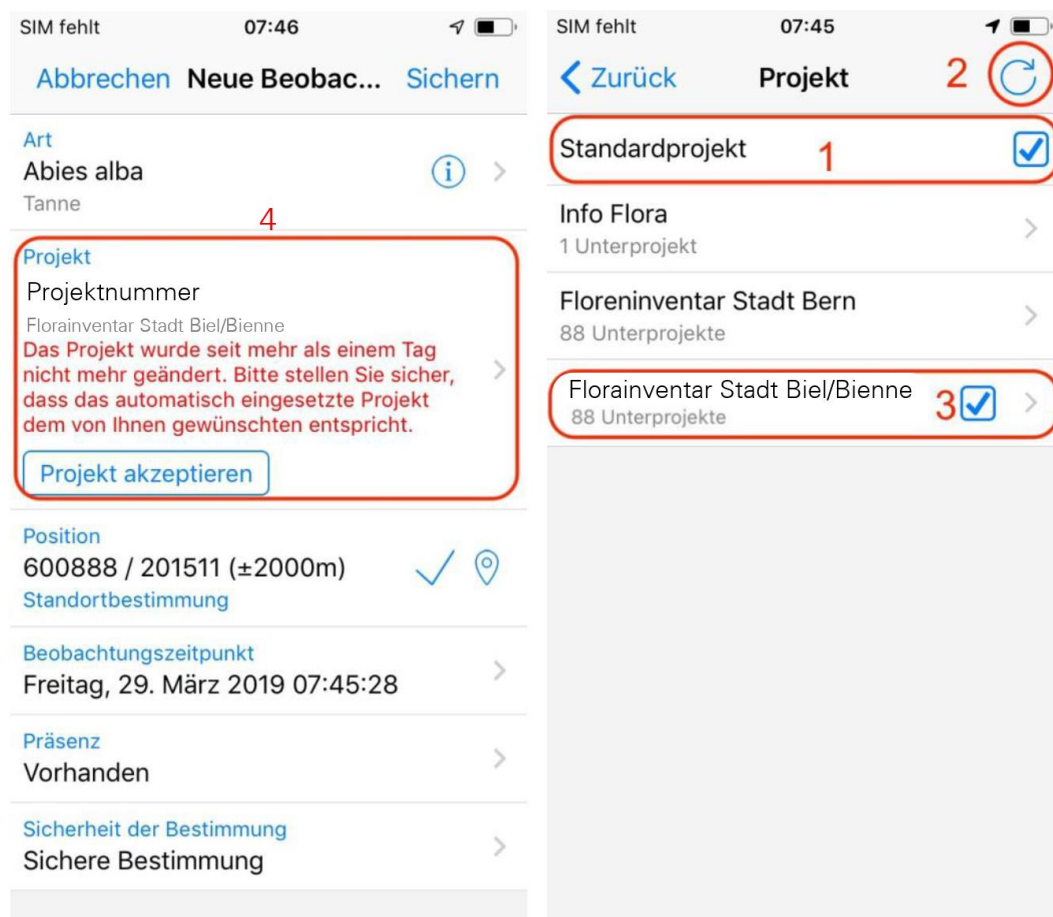 SIM fehlt 07:46
Abbrechen Neue Beobac... Sichern
Art
Abies alba
Tanne
4
Projekt
Projektnummer
Florainventar Stadt Biel/Bienne
Das Projekt wurde seit mehr als einem Tag
nicht mehr geändert. Bitte stellen Sie sicher,
dass das automatisch eingesetzte Projekt
dem von Ihnen gewünschten entspricht.
Projekt akzeptieren
Position
600888 / 201511 (±2000m)
Standortbestimmung
Beobachtungszeitpunkt
Freitag, 29. März 2019 07:45:28
Präsenz
Vorhanden
Sicherheit der Bestimmung
Sichere Bestimmung
SIM fehlt 07:45
Zurück Projekt 2
Standardprojekt 1
Info Flora
1 Unterprojekt
Floreninventar Stadt Bern
88 Unterprojekte
Florainventar Stadt Biel/Bienne 3
88 Unterprojekte